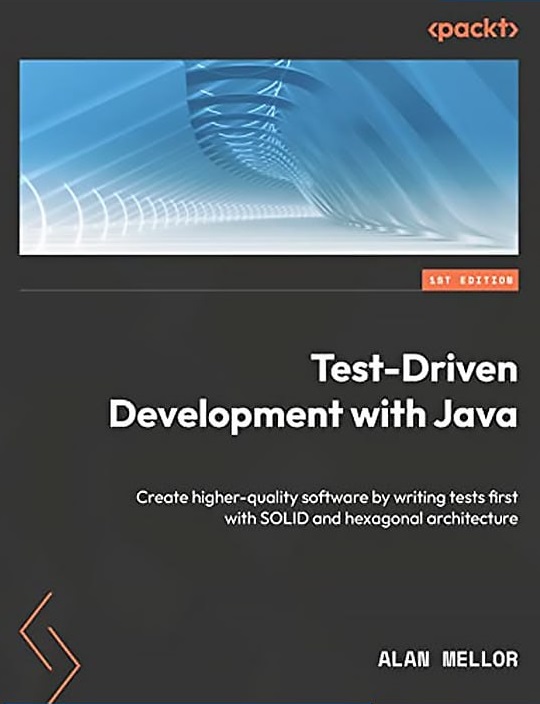 <packt>
1ST EDITION
Test-Driven
Development with Java
Create higher-quality software by writing tests first
with SOLID and hexagonal architecture
ALAN MELLOR